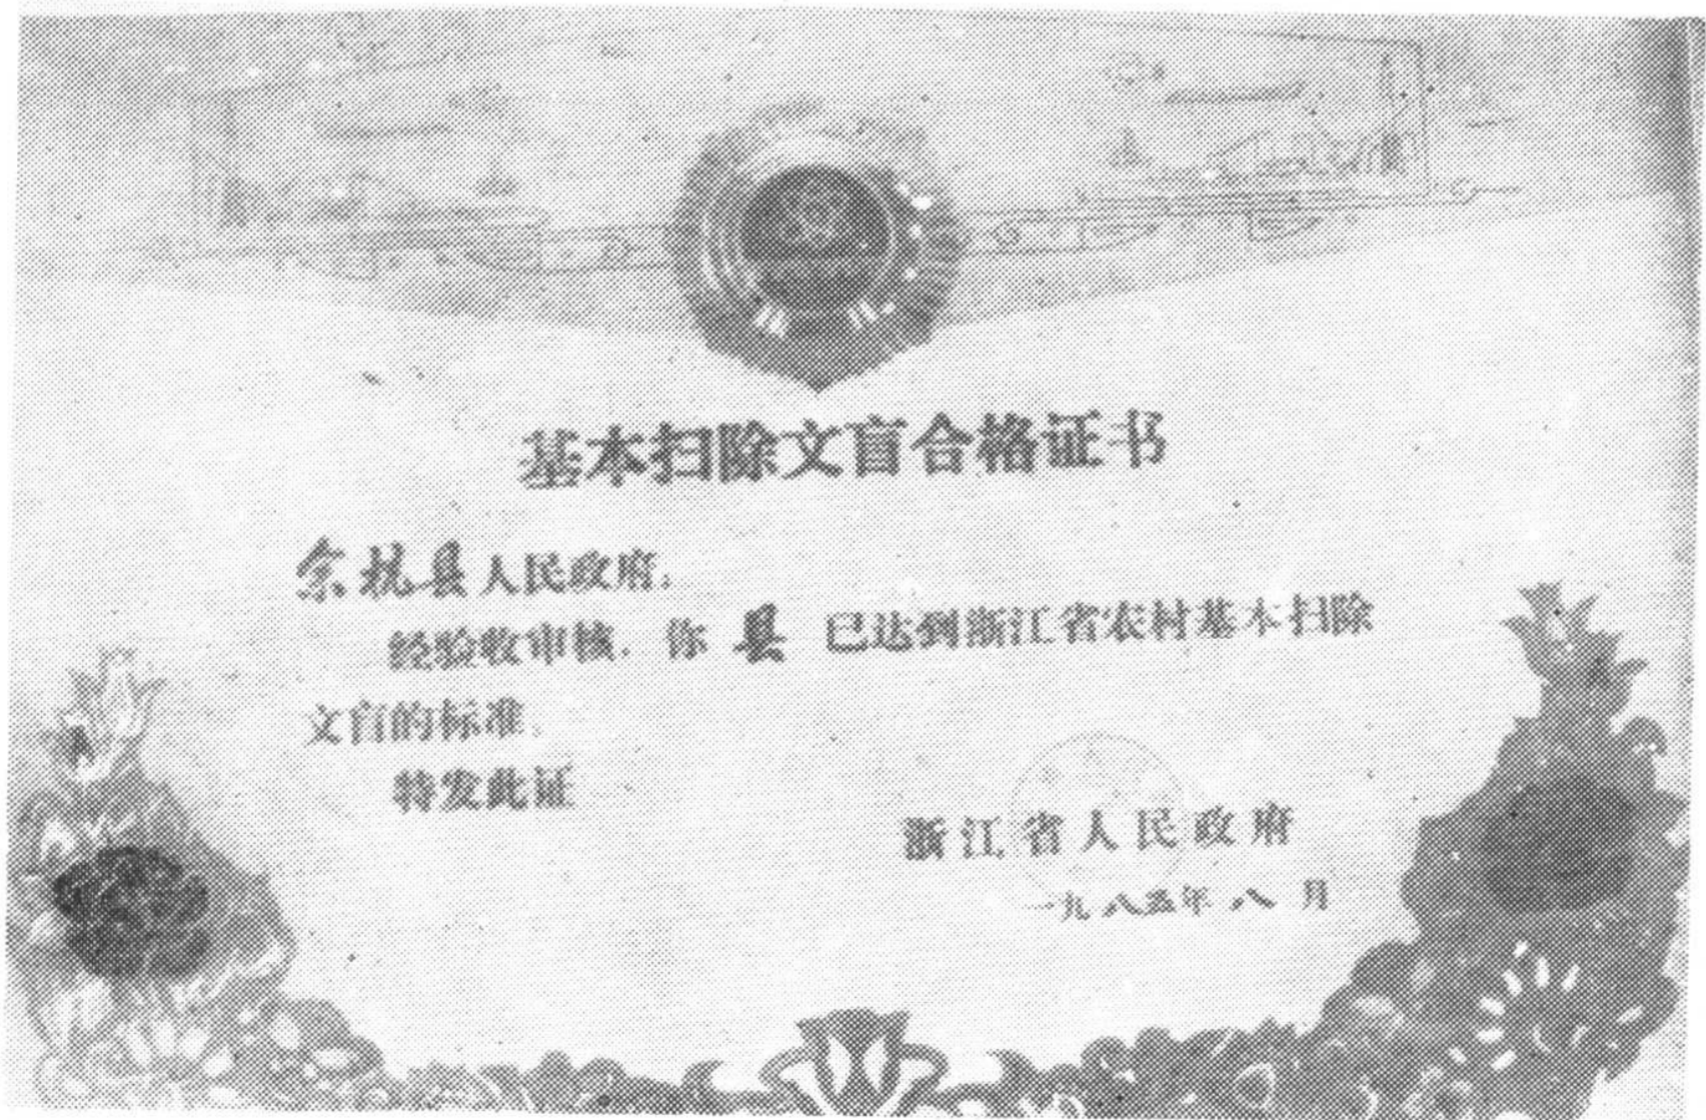 基本扫除文盲合格证书
余杭县人民政府:
经验收审核，你 县 已达到浙江省农村基本扫除
文盲的标准。
特发此证
浙江省人民政府
一九八五年八月